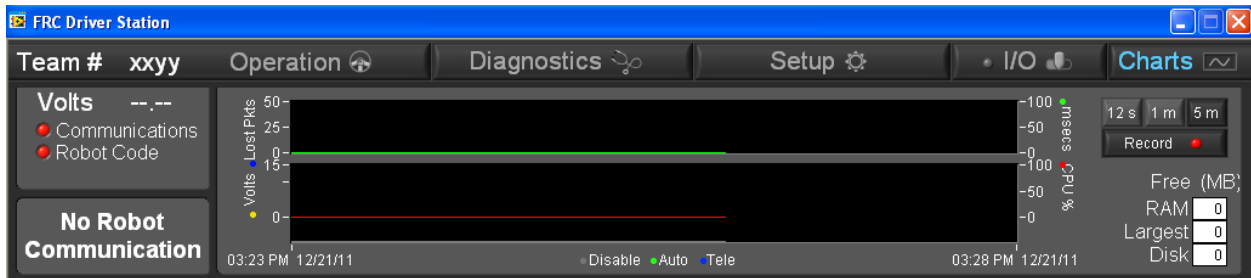 FRC Driver Station
Team # xxyy
Operation
Diagnostics
Setup
I/O
Charts
Volts --.--
Communications
Robot Code
No Robot
Communication
Lost Pkts
50
25
0
100
50
0
msecs
Volts
15
0
100
50
0
CPU %
03:23 PM 12/21/11
Disable Auto Tele
03:28 PM 12/21/11
12 s 1 m 5 m
Record
Free (MB)
RAM 0
Largest 0
Disk 0